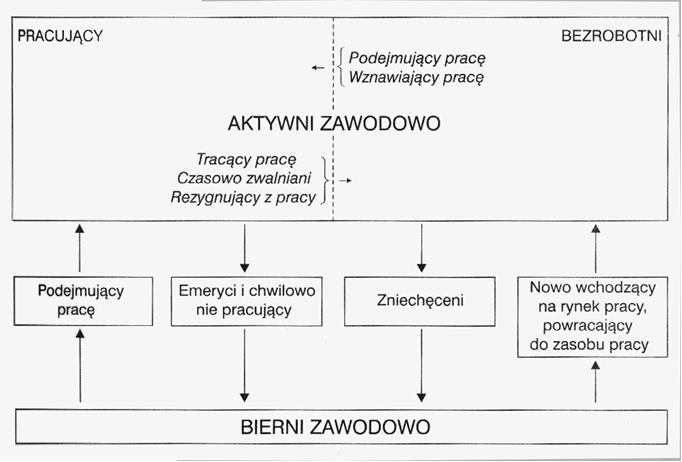 PRACUJĄCY
BEZROBOTNI
Podejmujący pracę
Wznawiający pracę
AKTYWNI ZAWODOWO
Tracący pracę
Czasowo zwalniani
Rezygnujący z pracy
Podejmujący
pracę
Emeryci i chwilowo
nie pracujący
Zniechęceni
Nowo wchodzący
na rynek pracy,
powracający
do zasobu pracy
BIERNI ZAWODOWO